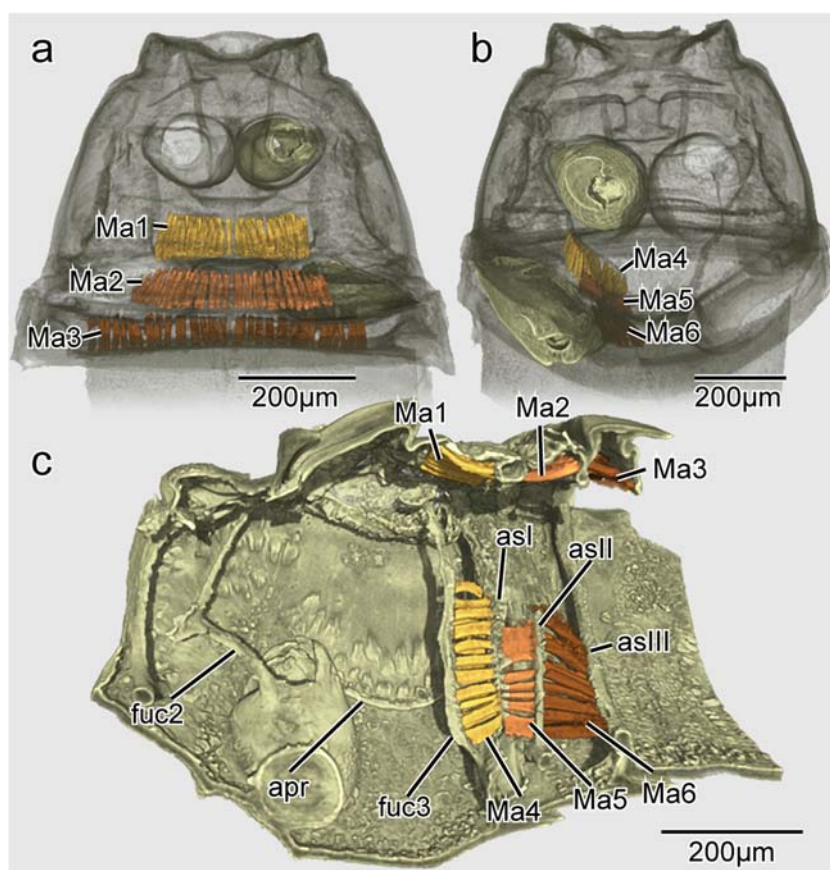 a
Ma1
Ma2
Ma3
200µm
b
Ma4
Ma5
Ma6
200µm
c
Ma1
Ma2
Ma3
asI
asII
asIII
fuc2
apr
fuc3
Ma4
Ma5
Ma6
200µm